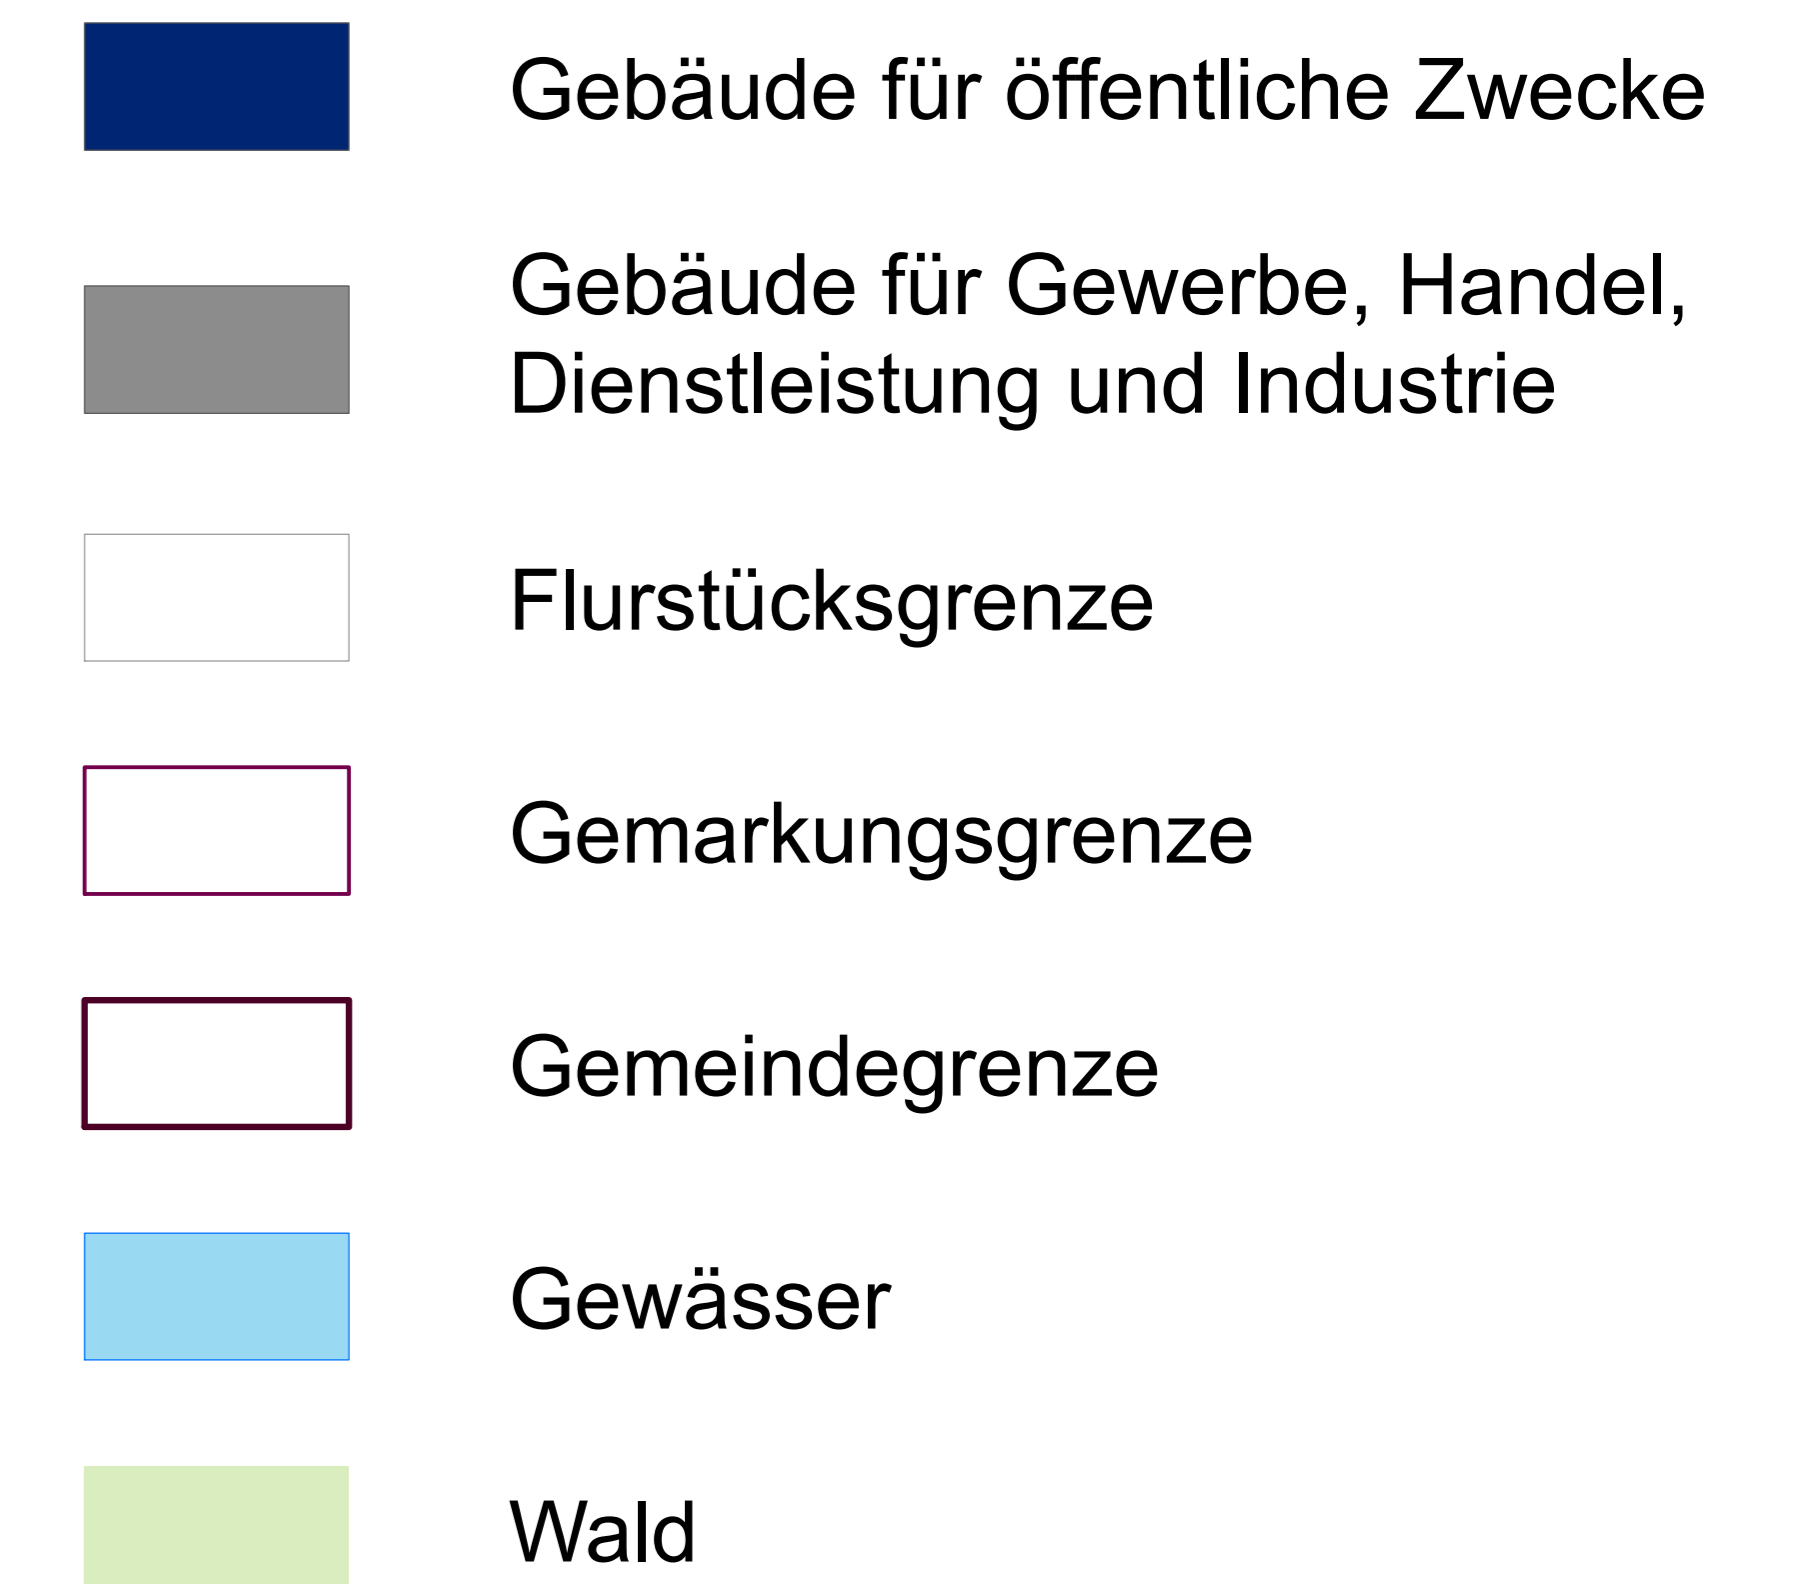 Gebäude für öffentliche Zwecke
Gebäude für Gewerbe, Handel,
Dienstleistung und Industrie
Flurstücksgrenze
Gemarkungsgrenze
Gemeindegrenze
Gewässer
Wald